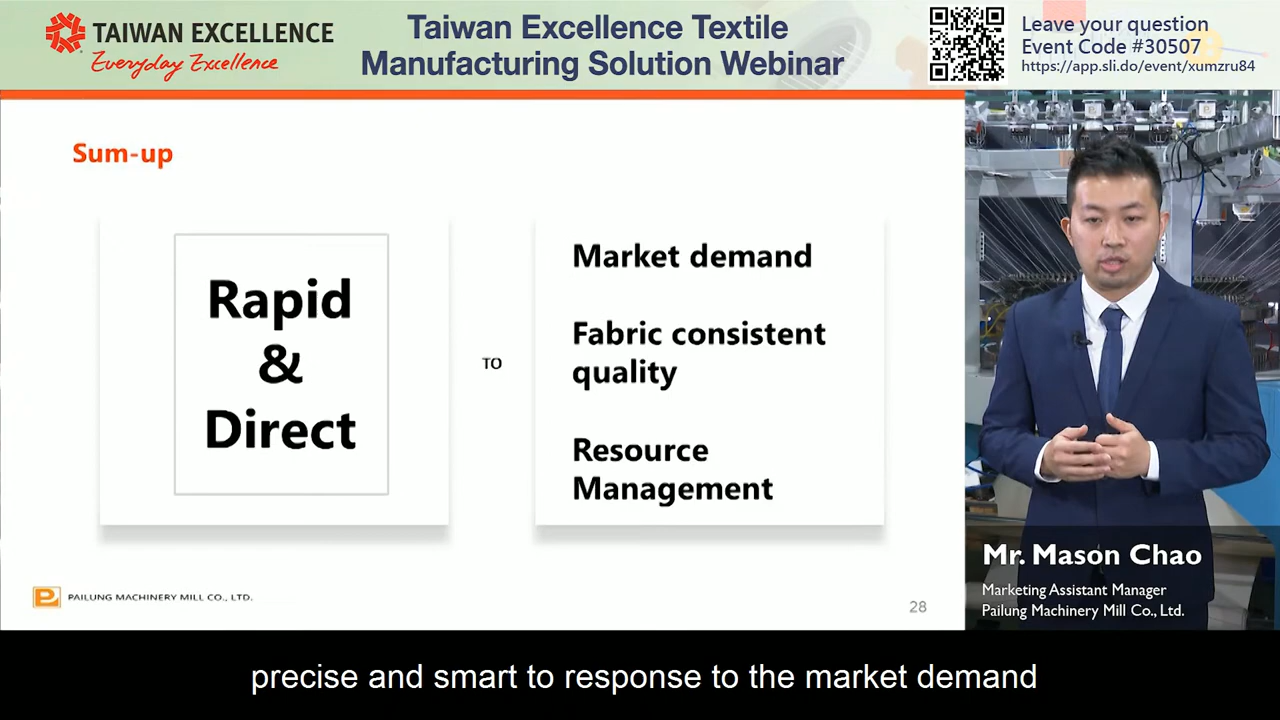 TAIWAN EXCELLENCE
Everyday Excellence
Taiwan Excellence Textile
Manufacturing Solution Webinar
Leave your question
Event Code #30507
https://app.sli.do/event/xumzru84
Sum-up
Rapid
&
Direct
TO
Market demand
Fabric consistent
quality
Resource
Management
PAILUNG MACHINERY MILL CO., LTD.
28
Mr. Mason Chao
Marketing Assistant Manager
Pailung Machinery Mill Co., Ltd.
precise and smart to response to the market demand